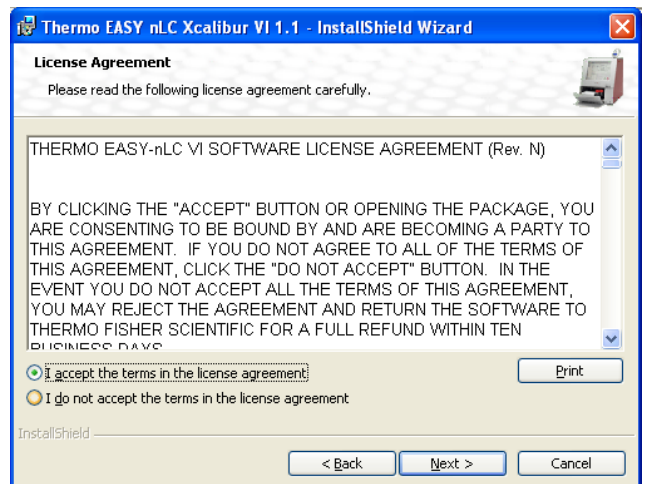 Thermo EASY nLC Xcalibur VI 1.1 - InstallShield Wizard
License Agreement
Please read the following license agreement carefully.
THERMO EASY-nLC VI SOFTWARE LICENSE AGREEMENT (Rev. N)
BY CLICKING THE "ACCEPT" BUTTON OR OPENING THE PACKAGE, YOU
ARE CONSENTING TO BE BOUND BY AND ARE BECOMING A PARTY TO
THIS AGREEMENT.  IF YOU DO NOT AGREE TO ALL OF THE TERMS OF
THIS AGREEMENT, CLICK THE "DO NOT ACCEPT" BUTTON.  IN THE
EVENT YOU DO NOT ACCEPT ALL THE TERMS OF THIS AGREEMENT,
YOU MAY REJECT THE AGREEMENT AND RETURN THE SOFTWARE TO
THERMO FISHER SCIENTIFIC FOR A FULL REFUND WITHIN TEN
BUSINESS DAYS
I accept the terms in the license agreement
Print
I do not accept the terms in the license agreement
InstallShield
< Back
Next >
Cancel